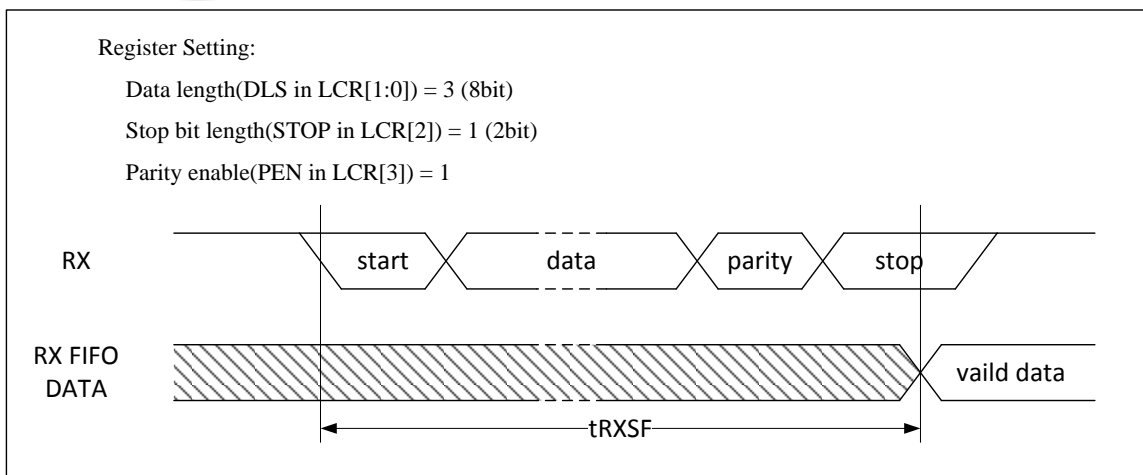 Register Setting:
Data length(DLS in LCR[1:0]) = 3 (8bit)
Stop bit length(STOP in LCR[2]) = 1 (2bit)
Parity enable(PEN in LCR[3]) = 1
RX
start
data
parity
stop
RX FIFO
DATA
vaild data
tRXSF